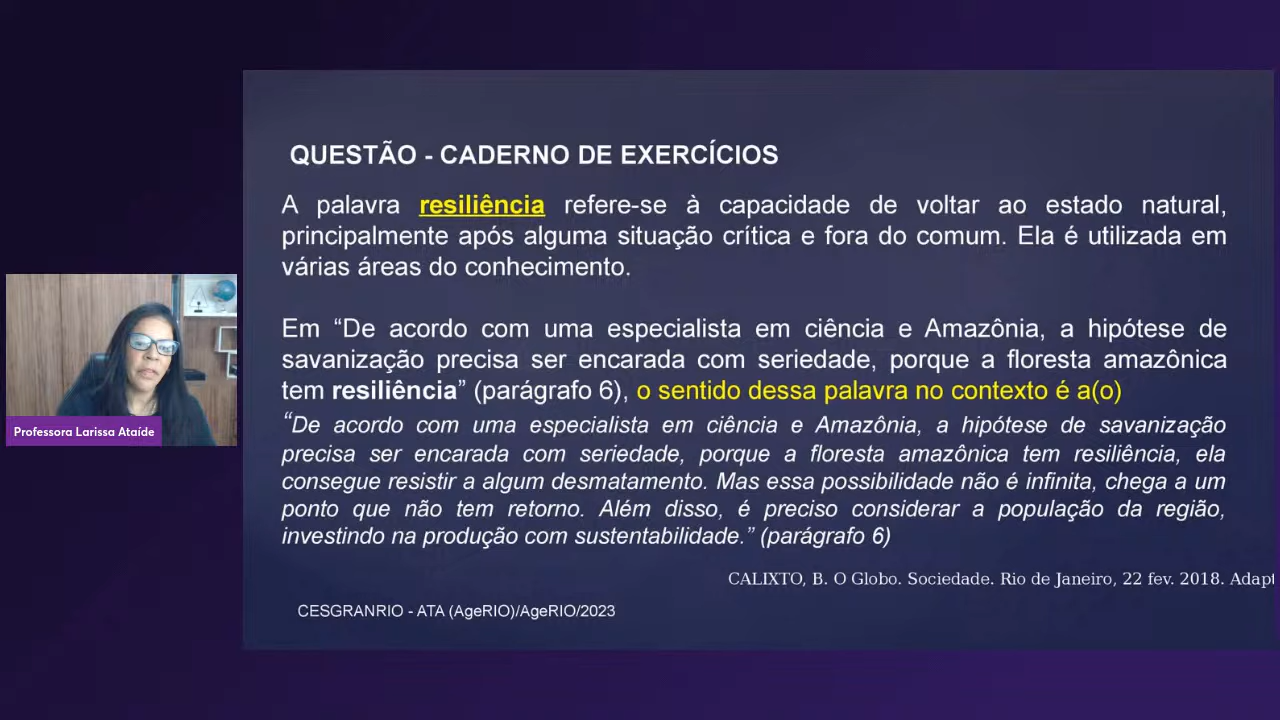 QUESTÃO - CADERNO DE EXERCÍCIOS
A palavra resiliência refere-se à capacidade de voltar ao estado natural,
principalmente após alguma situação crítica e fora do comum. Ela é utilizada em
várias áreas do conhecimento.
Em “De acordo com uma especialista em ciência e Amazônia, a hipótese de
savanização precisa ser encarada com seriedade, porque a floresta amazônica
tem resiliência” (parágrafo 6), o sentido dessa palavra no contexto é a(o)
“De acordo com uma especialista em ciência e Amazônia, a hipótese de savanização
precisa ser encarada com seriedade, porque a floresta amazônica tem resiliência, ela
consegue resistir a algum desmatamento. Mas essa possibilidade não é infinita, chega a um
ponto que não tem retorno. Além disso, é preciso considerar a população da região,
investindo na produção com sustentabilidade.” (parágrafo 6)
Professora Larissa Ataíde
CALIXTO, B. O Globo. Sociedade. Rio de Janeiro, 22 fev. 2018. Adapt
CESGRANRIO - ATA (AgeRIO)/AgeRIO/2023